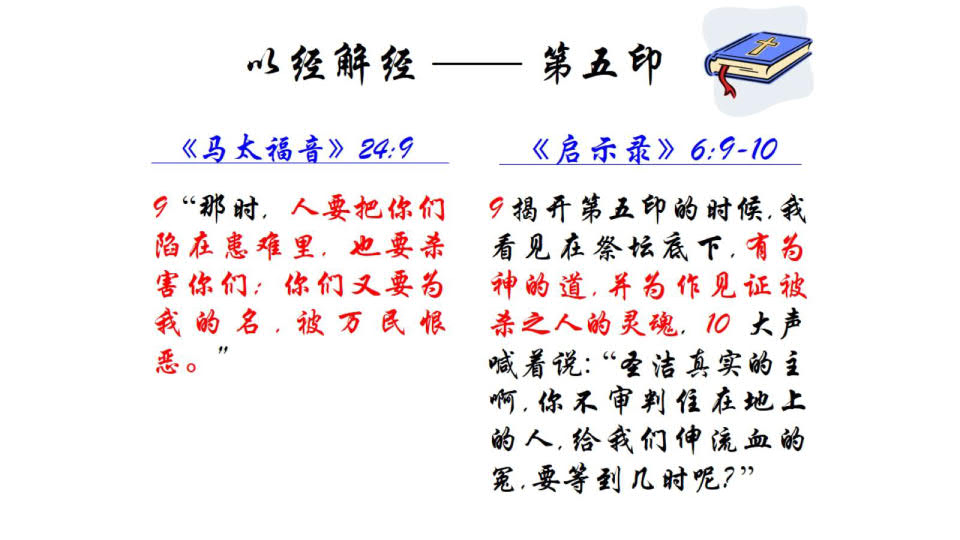 以经解经 —— 第五印
《马太福音》24:9
9 “那时，人要把你们
陷在患难里，也要杀
害你们；你们又要为
我的名，被万民恨
恶。”
《启示录》6:9-10
9 揭开第五印的时候，我
看见在祭坛底下，有为
神的道，并为作见证被
杀之人的灵魂，10 大声
喊着说：“圣洁真实的主
啊，你不审判住在地上
的人，给我们伸流血的
冤，要等到几时呢？”